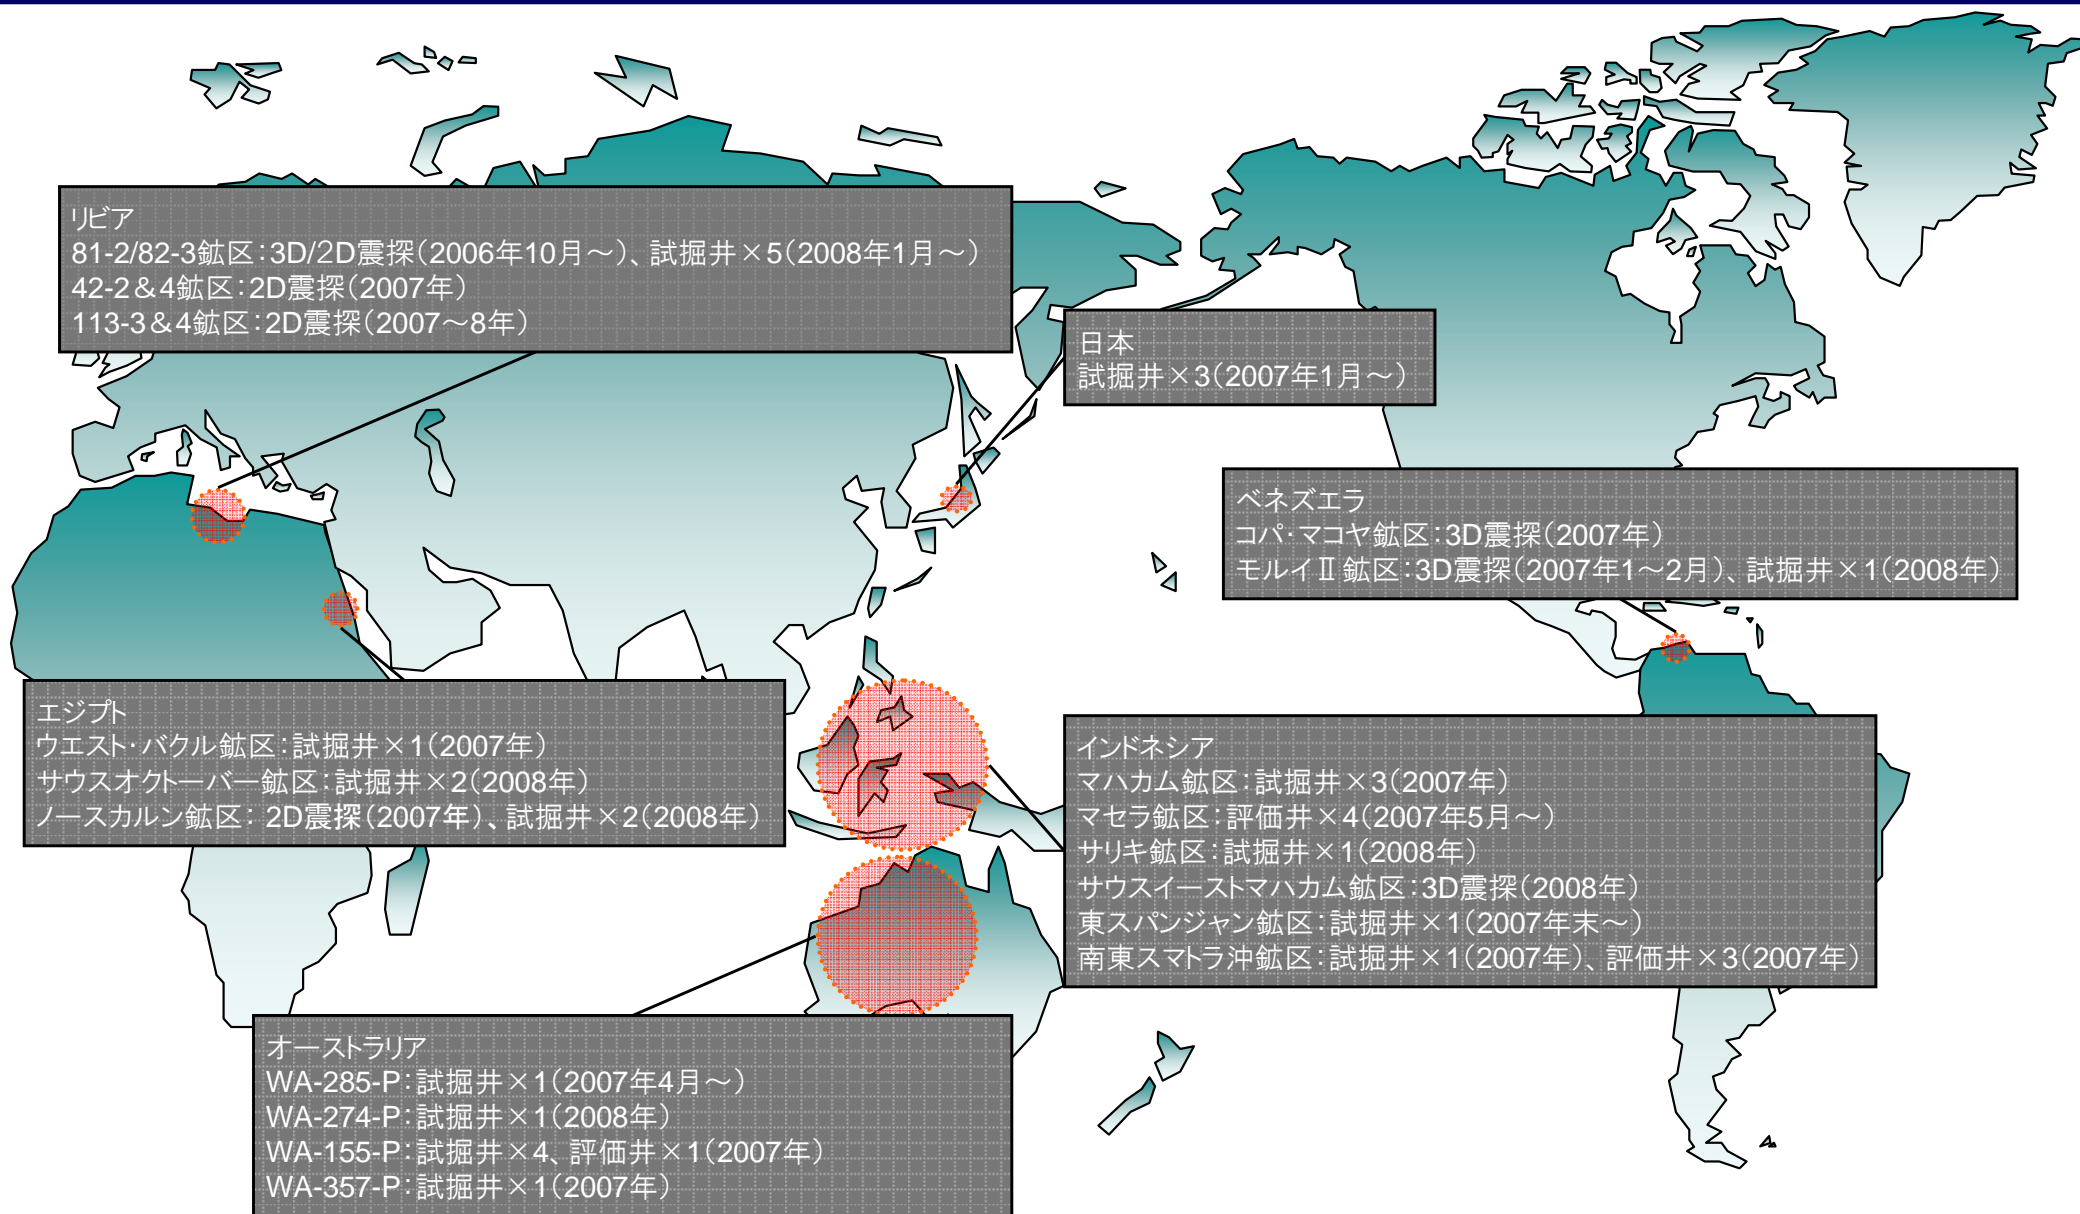 リビア
81-2/82-3鉱区：3D/2D震探（2006年10月～）、試掘井×5（2008年1月～）
42-2＆4鉱区：2D震探（2007年）
113-3＆4鉱区：2D震探（2007～8年）
日本
試掘井×3（2007年1月～）
ベネズエラ
コパ・マコヤ鉱区：3D震探（2007年）
モルイⅡ鉱区：3D震探（2007年1～2月）、試掘井×1（2008年）
エジプト
ウエスト・バクル鉱区：試掘井×1（2007年）
サウスオクトーバー鉱区：試掘井×2（2008年）
ノースカルン鉱区： 2D震探（2007年）、試掘井×2（2008年）
インドネシア
マハカム鉱区：試掘井×3（2007年）
マセラ鉱区：評価井×4（2007年5月～）
サリキ鉱区：試掘井×1（2008年）
サウスイーストマハカム鉱区：3D震探（2008年）
東スパンジャン鉱区：試掘井×1（2007年末～）
南東スマトラ沖鉱区：試掘井×1（2007年）、評価井×3（2007年）
オーストラリア
WA-285-P：試掘井×1（2007年4月～）
WA-274-P：試掘井×1（2008年）
WA-155-P：試掘井×4、評価井×1（2007年）
WA-357-P：試掘井×1（2007年）